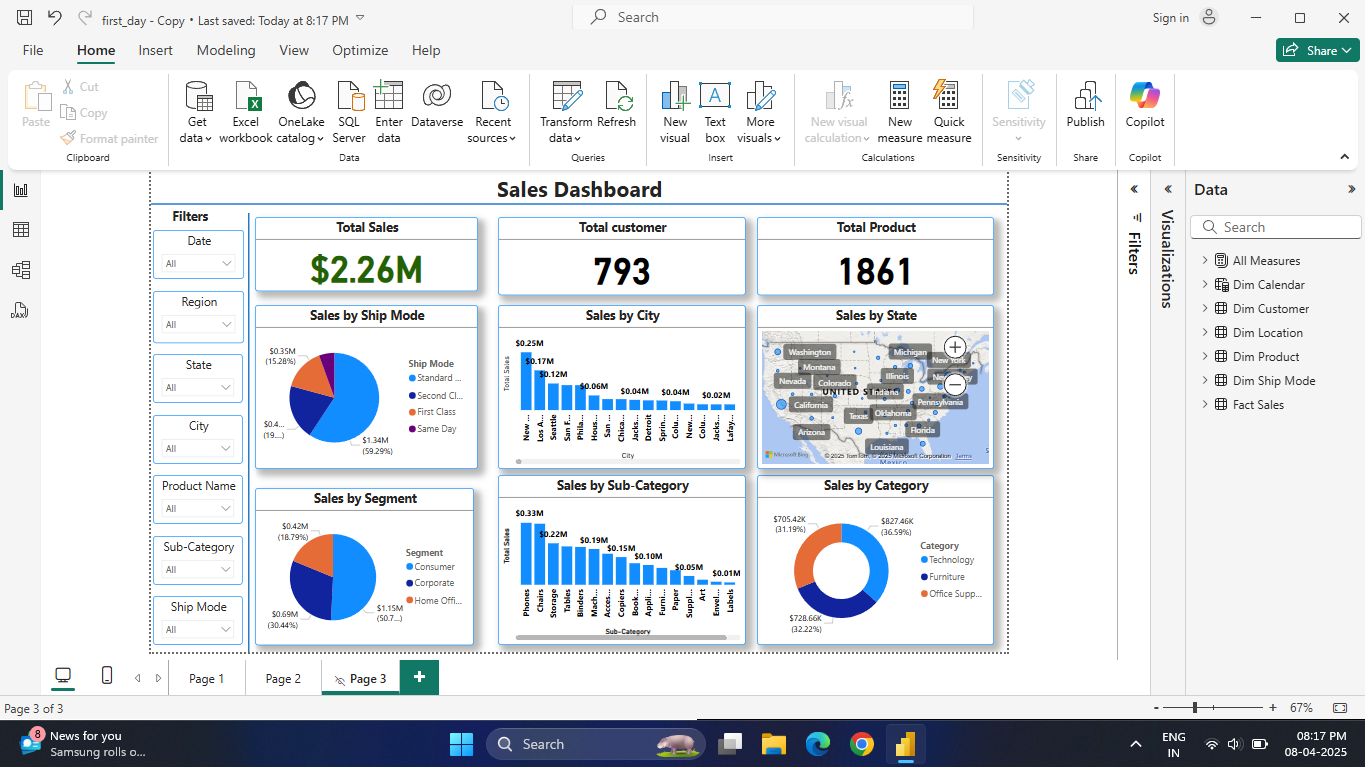 first_day - Copy • Last saved: Today at 8:17 PM
Search
Sign in
File
Home
Insert
Modeling
View
Optimize
Help
Share
Paste
Cut
Copy
Format painter
Clipboard
Get data
Excel workbook
OneLake catalog
SQL Server
Enter data
Dataverse
Recent sources
Data
Transform data
Refresh
Queries
New visual
Text box
More visuals
Insert
New visual calculation
New measure
Quick measure
Calculations
Sensitivity
Sensitivity
Publish
Share
Copilot
Copilot
Sales Dashboard
Filters
Date
All
Region
All
State
All
City
All
Product Name
All
Sub-Category
All
Ship Mode
All
Total Sales
$2.26M
Total customer
793
Total Product
1861
Sales by Ship Mode
$0.35M
(15.28%)
$0.4...
(19....
$1.34M
(59.29%)
Ship Mode
Standard ...
Second Cl...
First Class
Same Day
Sales by City
Total Sales
$0.25M
$0.17M
$0.12M
$0.06M
$0.04M
$0.04M
$0.02M
New ...
Los A...
Seattle
San F...
Phila...
Hous...
San ...
Chica...
Jacks...
Detroit
Sprin...
Colu...
New...
Colu...
Jacks...
Lafay...
City
Sales by State
Washington
Montana
Michigan
New York
Nevada
Colorado
Illinois
Indiana
UNITED STATES
California
Pennsylvania
Texas
Oklahoma
Arizona
Florida
Louisiana
Mexico
Microsoft Bing
© 2025 TomTom, © 2025 Microsoft Corporation
Terms
Sales by Segment
$0.42M
(18.79%)
$0.69M
(30.44%)
$1.15M
(50.7...)
Segment
Consumer
Corporate
Home Offi...
Sales by Sub-Category
Total Sales
$0.33M
$0.22M
$0.19M
$0.15M
$0.10M
$0.05M
$0.01M
Phones
Chairs
Storage
Tables
Binders
Mach...
Acces...
Copiers
Book...
Appli...
Furni...
Paper
Suppl...
Art
Envel...
Labels
Sub-Category
Sales by Category
$705.42K
(31.19%)
$827.46K
(36.59%)
$728.66K
(32.22%)
Category
Technology
Furniture
Office Supp...
Filters
Visualizations
Data
Search
All Measures
Dim Calendar
Dim Customer
Dim Location
Dim Product
Dim Ship Mode
Fact Sales
Page 1
Page 2
Page 3
Page 3 of 3
67%
8
News for you
Samsung rolls o...
Search
ENG
IN
08:17 PM
08-04-2025